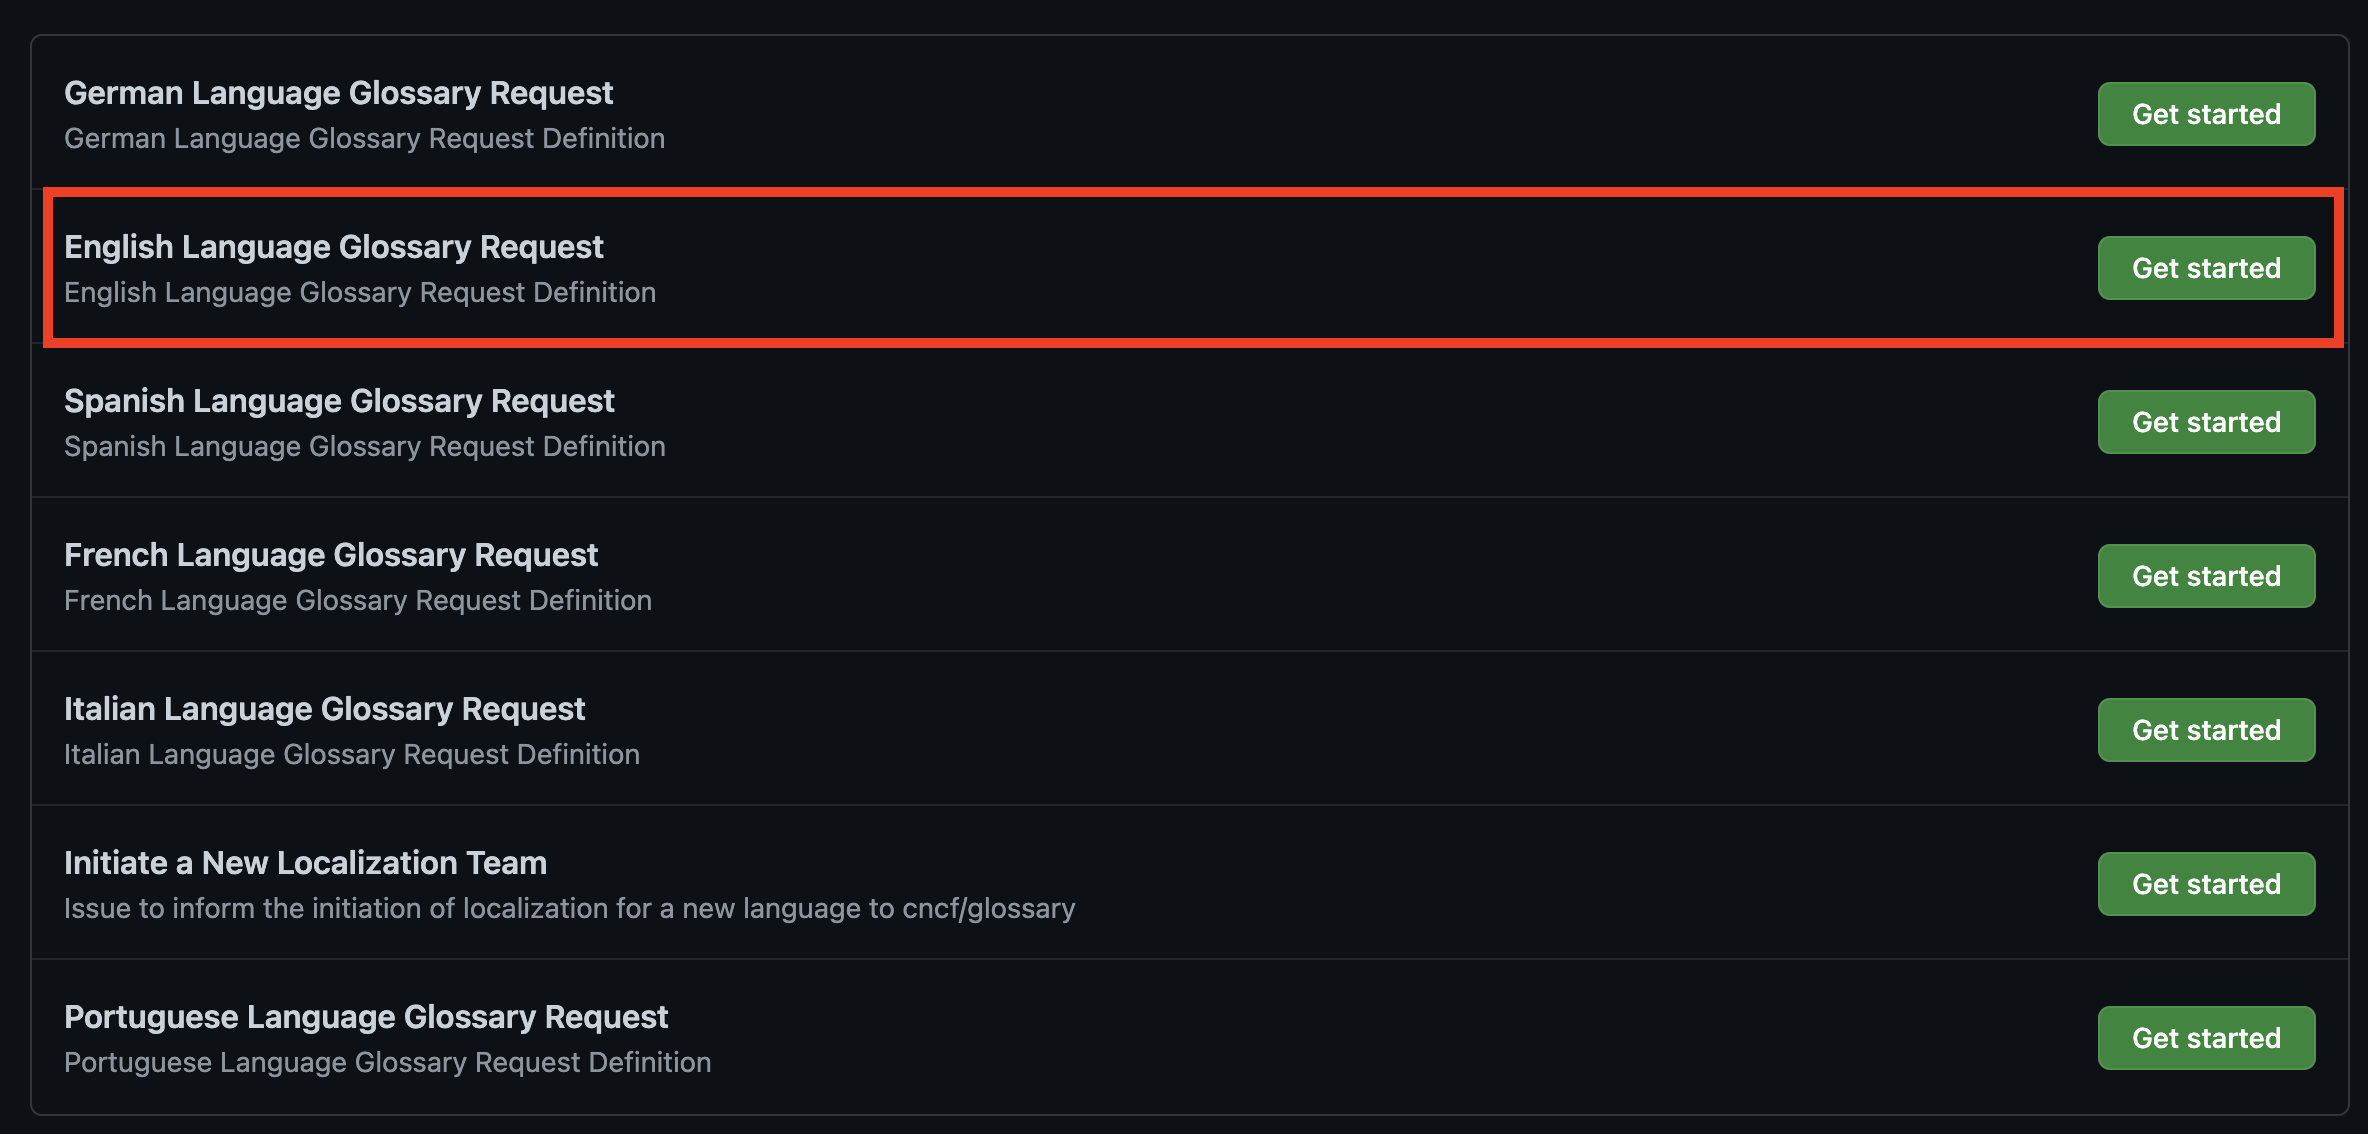 German Language Glossary Request
German Language Glossary Request Definition
Get started
English Language Glossary Request
English Language Glossary Request Definition
Get started
Spanish Language Glossary Request
Spanish Language Glossary Request Definition
Get started
French Language Glossary Request
French Language Glossary Request Definition
Get started
Italian Language Glossary Request
Italian Language Glossary Request Definition
Get started
Initiate a New Localization Team
Issue to inform the initiation of localization for a new language to cncf/glossary
Get started
Portuguese Language Glossary Request
Portuguese Language Glossary Request Definition
Get started